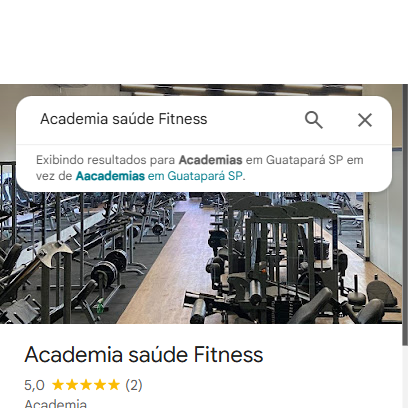 Academia saúde Fitness
Exibindo resultados para Academias em Guatapará SP em
vez de Aacademias em Guatapará SP.
Academia saúde Fitness
5,0 ★★★★★ (2)
Academia